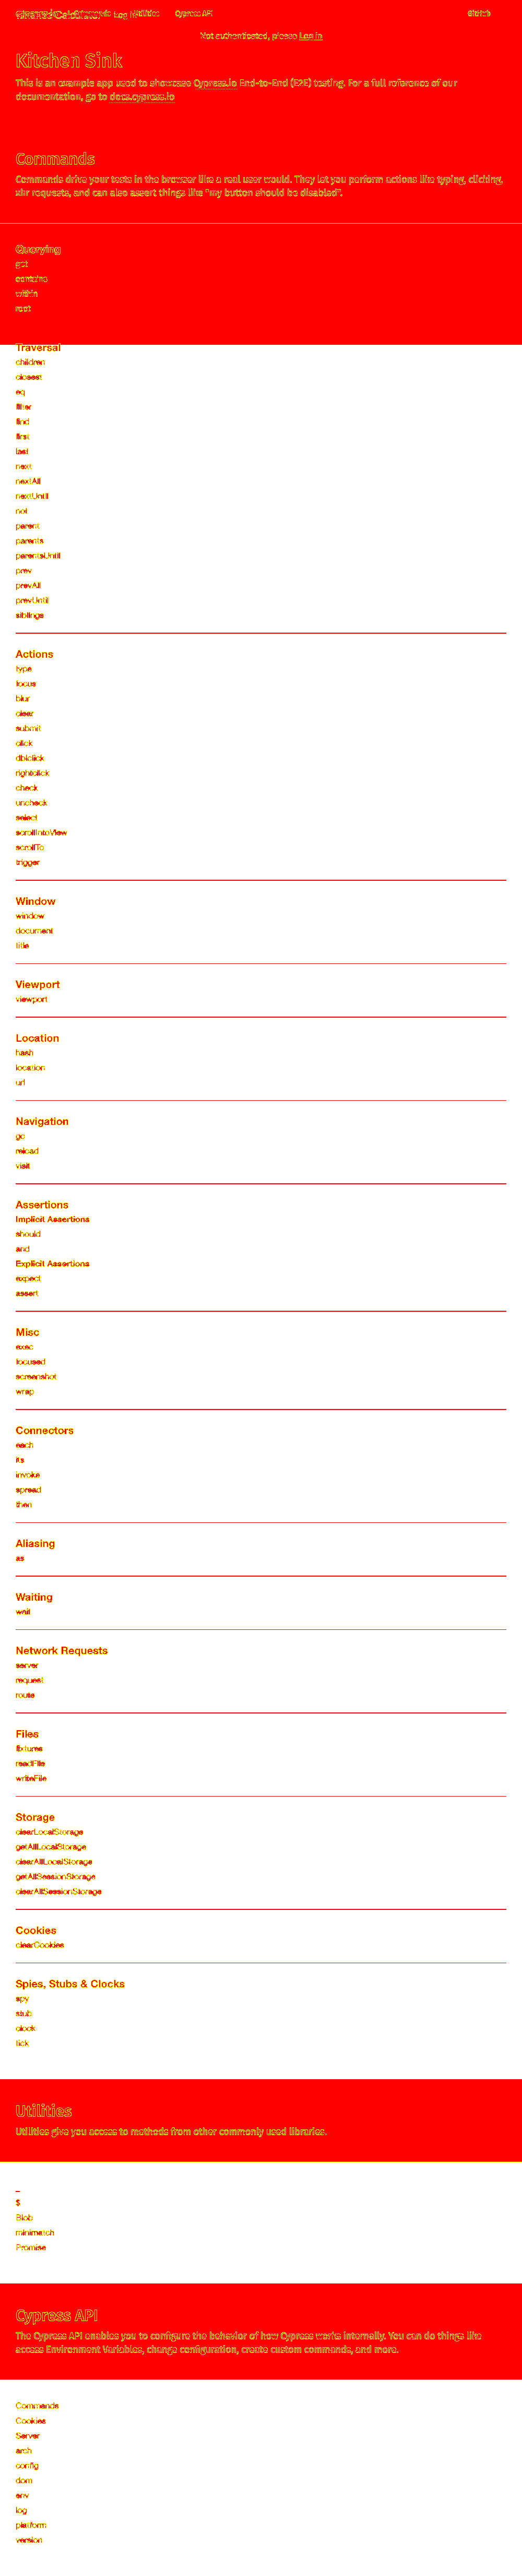 Commands Utilities Cypress API GitHub
Log in
Not authenticated, please Log in
Kitchen Sink
This is an example app used to showcase Cypress.io End-to-End (E2E) testing. For a full reference of our
documentation, go to docs.cypress.io
Commands
Commands drive your tests in the browser like a real user would. They let you perform actions like typing, clicking,
xhr requests, and can also assert things like "my button should be disabled".
Querying
get
contains
within
root
Traversal
children
closest
eq
filter
find
first
last
next
nextAll
nextUntil
not
parent
parents
parentsUntil
prev
prevAll
prevUntil
siblings
Actions
type
focus
blur
clear
submit
click
dblclick
rightclick
check
uncheck
select
scrollIntoView
scrollTo
trigger
Window
window
document
title
Viewport
viewport
Location
hash
location
url
Navigation
go
reload
visit
Assertions
Implicit Assertions
should
and
Explicit Assertions
expect
assert
Misc
exec
focused
screenshot
wrap
Connectors
each
its
invoke
spread
then
Aliasing
as
Waiting
wait
Network Requests
server
request
route
Files
fixtures
readFile
writeFile
Storage
clearLocalStorage
getAllLocalStorage
clearAllLocalStorage
getAllSessionStorage
clearAllSessionStorage
Cookies
clearCookies
Spies, Stubs & Clocks
spy
stub
clock
tick
Utilities
Utilities give you access to methods from other commonly used libraries.
_
$
Blob
minimatch
Promise
Cypress API
The Cypress API enables you to configure the behavior of how Cypress works internally. You can do things like
access Environment Variables, change configuration, create custom commands, and more.
Commands
Cookies
Server
arch
config
dom
env
log
platform
version